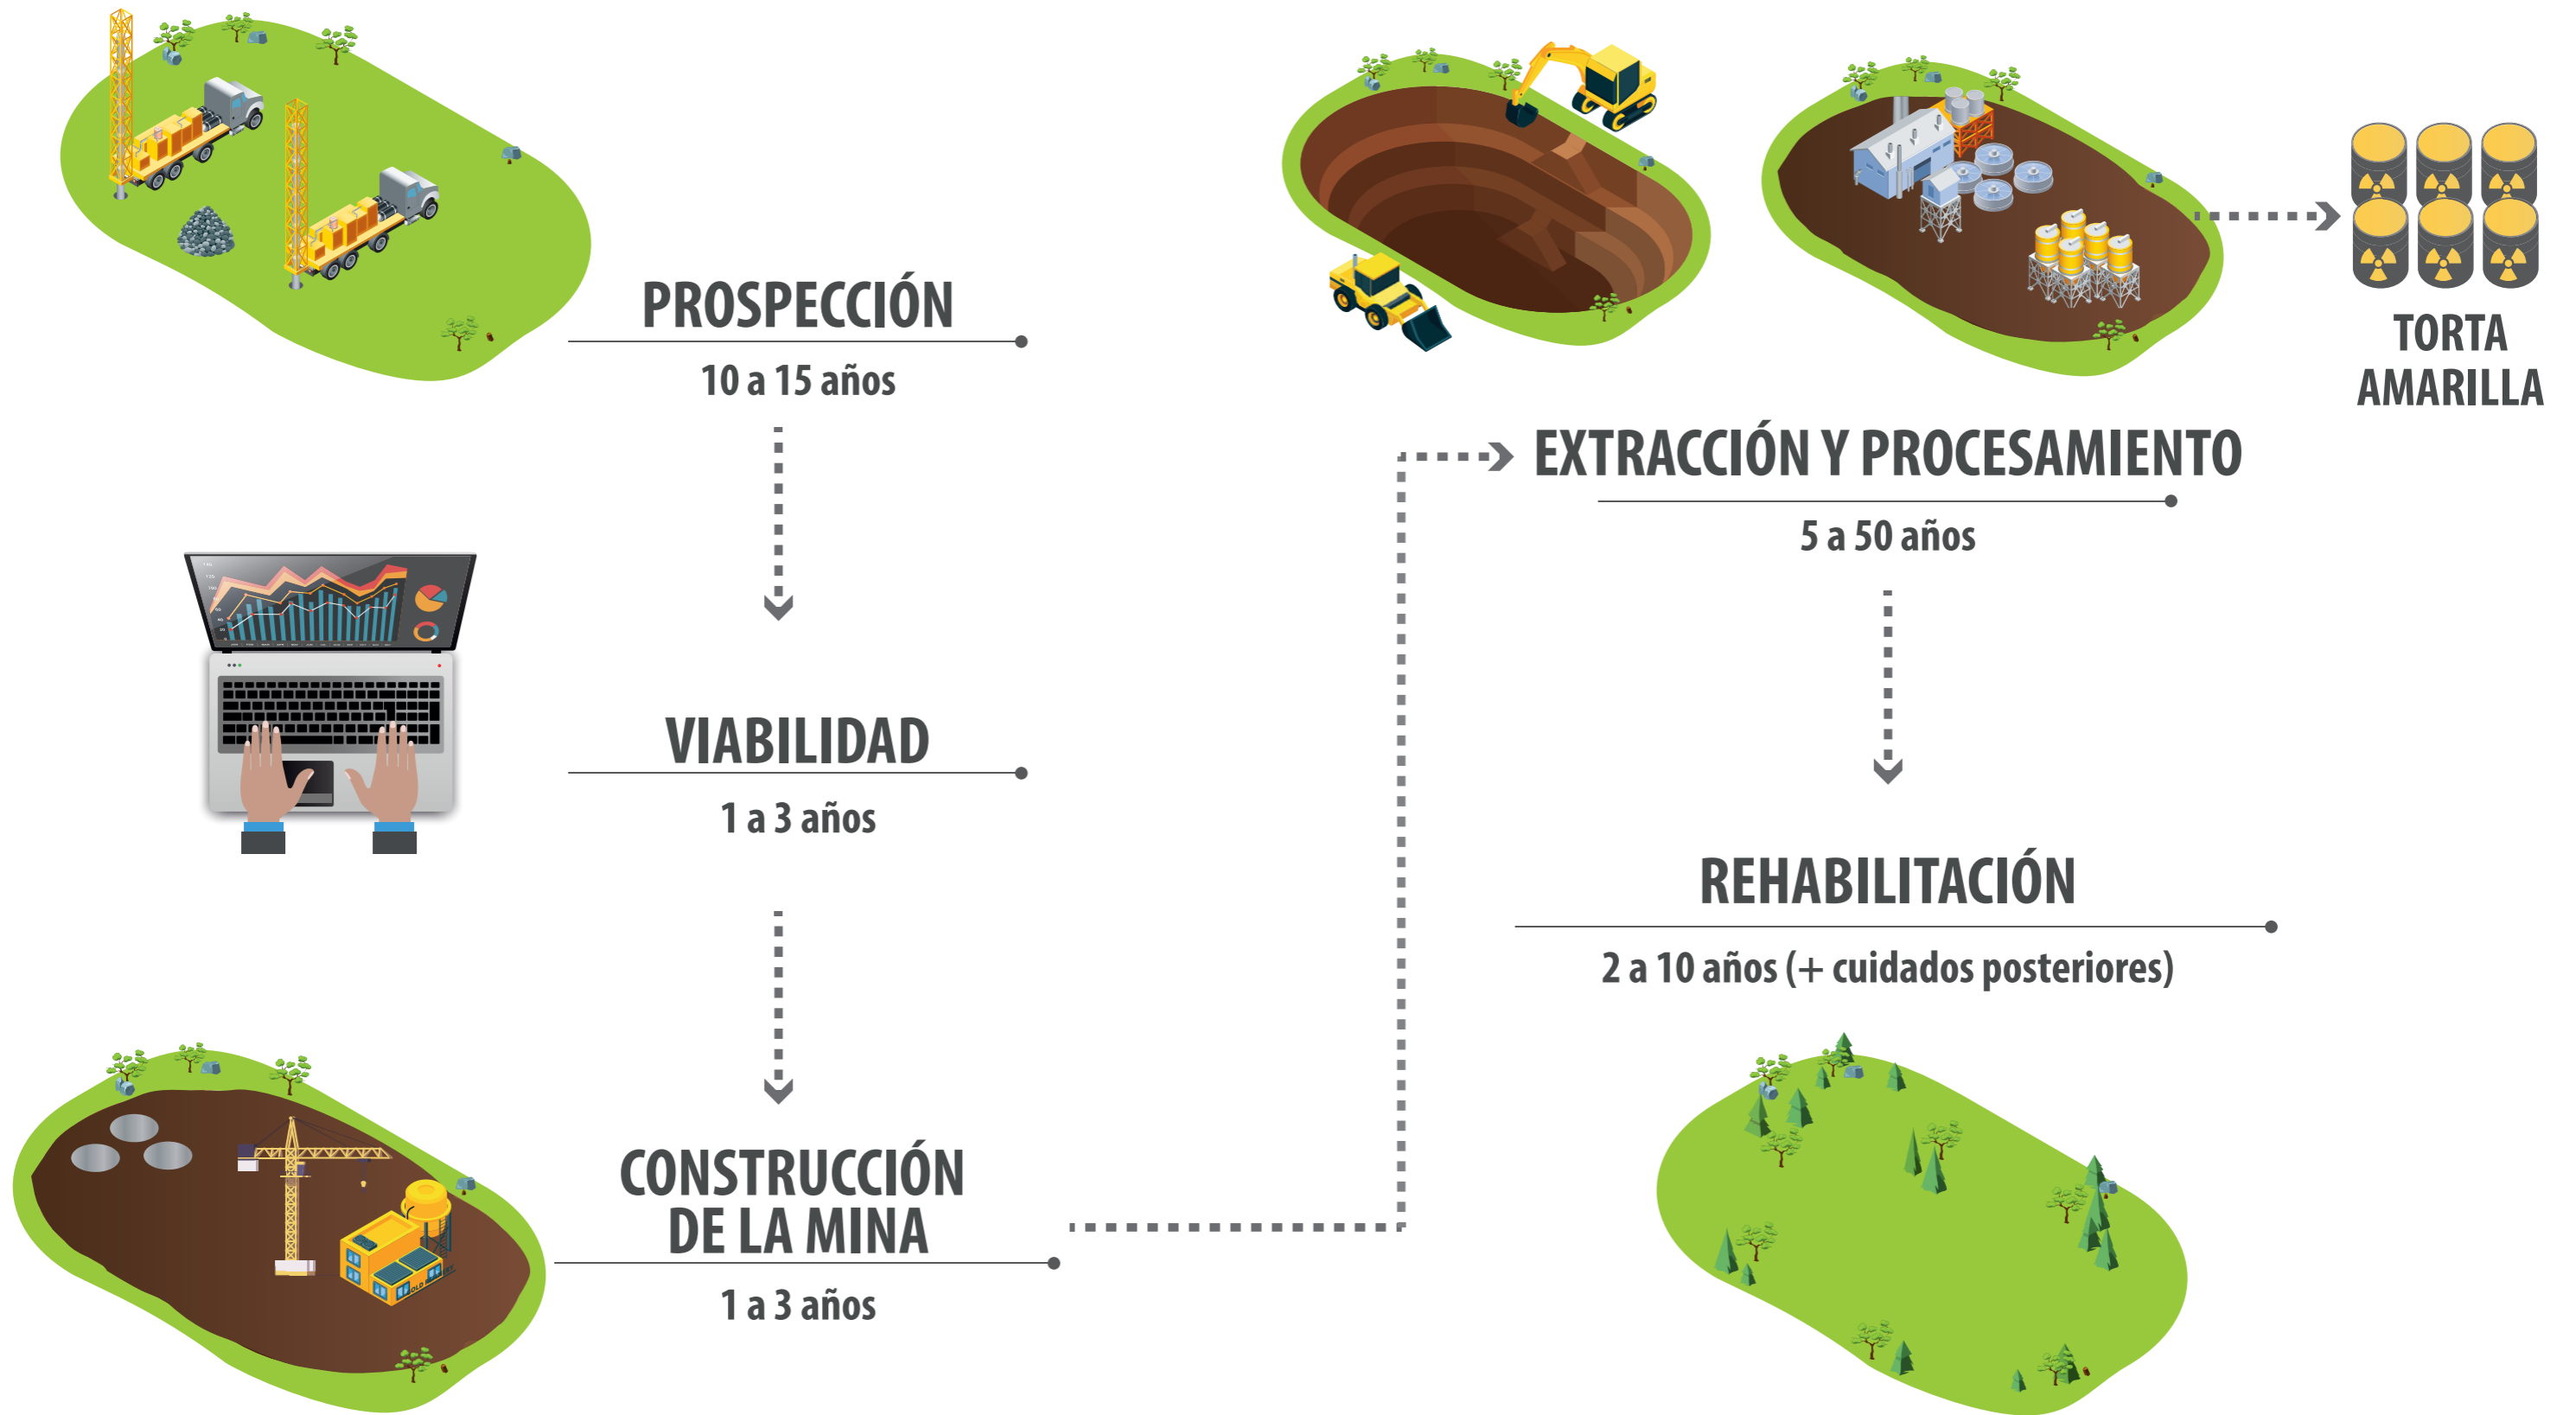 PROSPECCIÓN
10 a 15 años
VIABILIDAD
1 a 3 años
CONSTRUCCIÓN
DE LA MINA
1 a 3 años
EXTRACCIÓN Y PROCESAMIENTO
5 a 50 años
TORTA
AMARILLA
REHABILITACIÓN
2 a 10 años (+ cuidados posteriores)